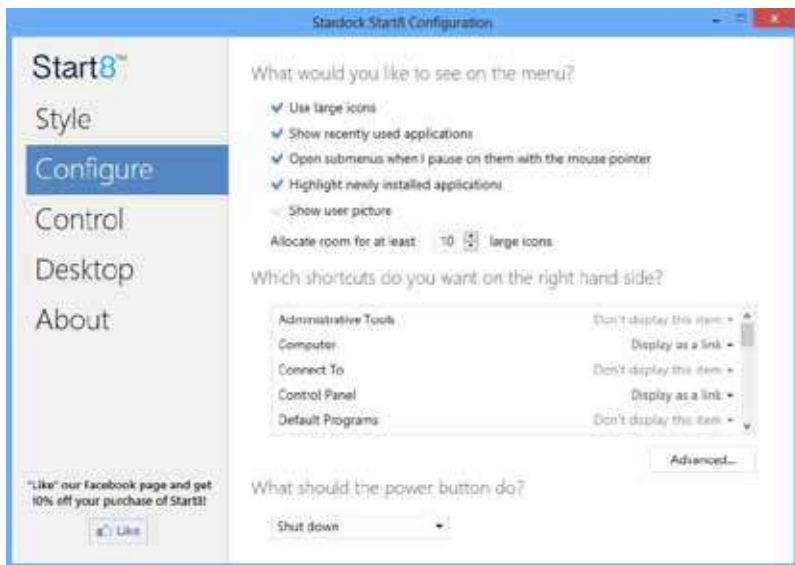 Stardock Start8 Configuration
Start8™
Style
Configure
Control
Desktop
About
"Like" our Facebook page and get
10% off your purchase of Start8!
Like
What would you like to see on the menu?
Use large icons
Show recently used applications
Open submenus when I pause on them with the mouse pointer
Highlight newly installed applications
Show user picture
Allocate room for at least 10 large icons
Which shortcuts do you want on the right hand side?
Administrative Tools Don't display this item
Computer Display as a link
Connect To Don't display this item
Control Panel Display as a link
Default Programs Don't display this item
Advanced...
What should the power button do?
Shut down